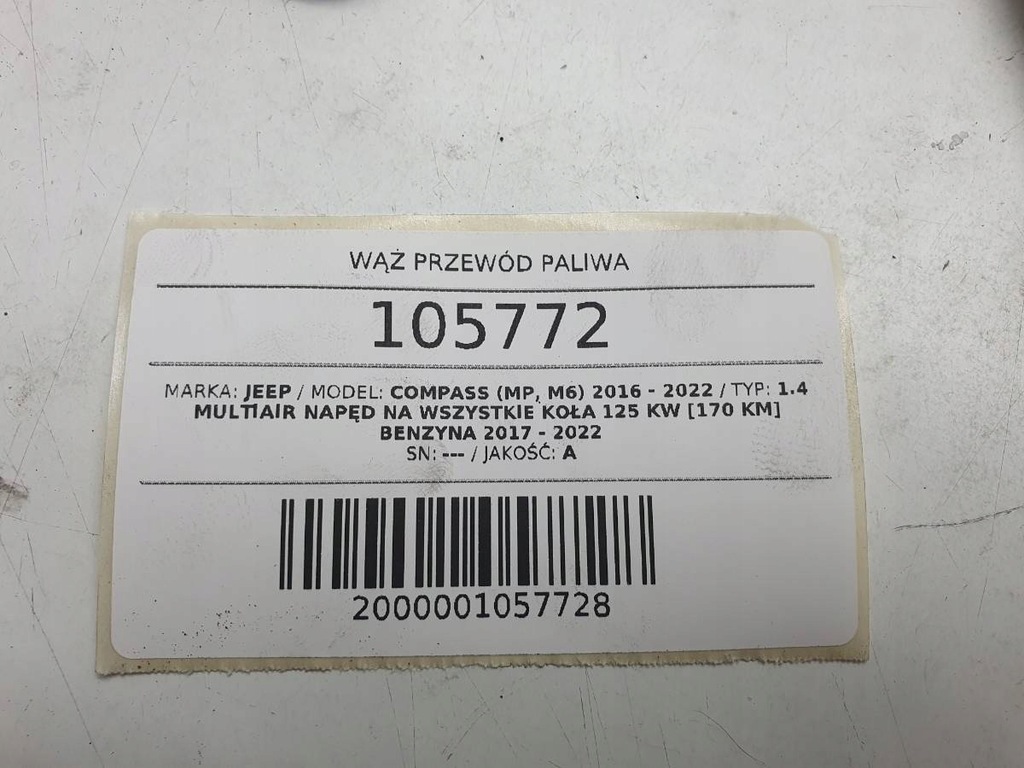 WĄŻ PRZEWÓD PALIWA
105772
MARKA: JEEP / MODEL: COMPASS (MP, M6) 2016 - 2022 / TYP: 1.4
MULTIAIR NAPĘD NA WSZYSTKIE KOŁA 125 KW [170 KM]
BENZYNA 2017 - 2022
SN: --- / JAKOŚĆ: A
2000001057728